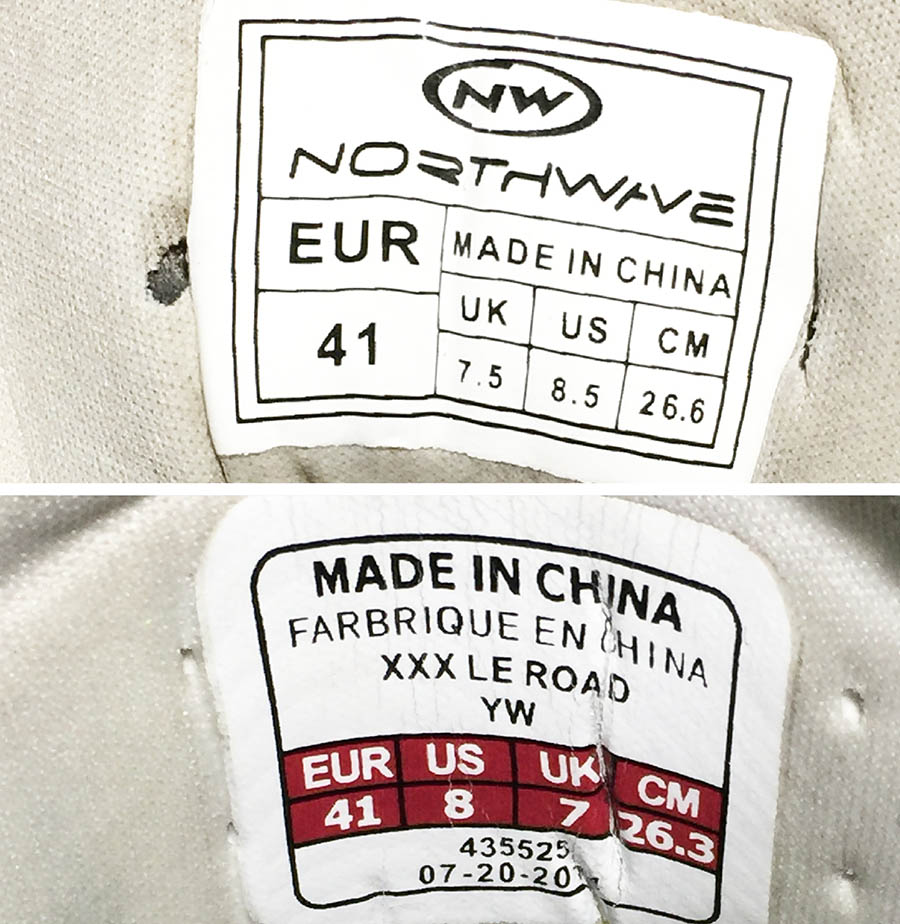 NW
NORTHWAVE
EUR
MADE IN CHINA
UK US CM
41
7.5 8.5 26.6
MADE IN CHINA
FARBRIQUE EN CHINA
XXX LE ROAD
YW
EUR US UK CM
41 8 7 26.3
435525